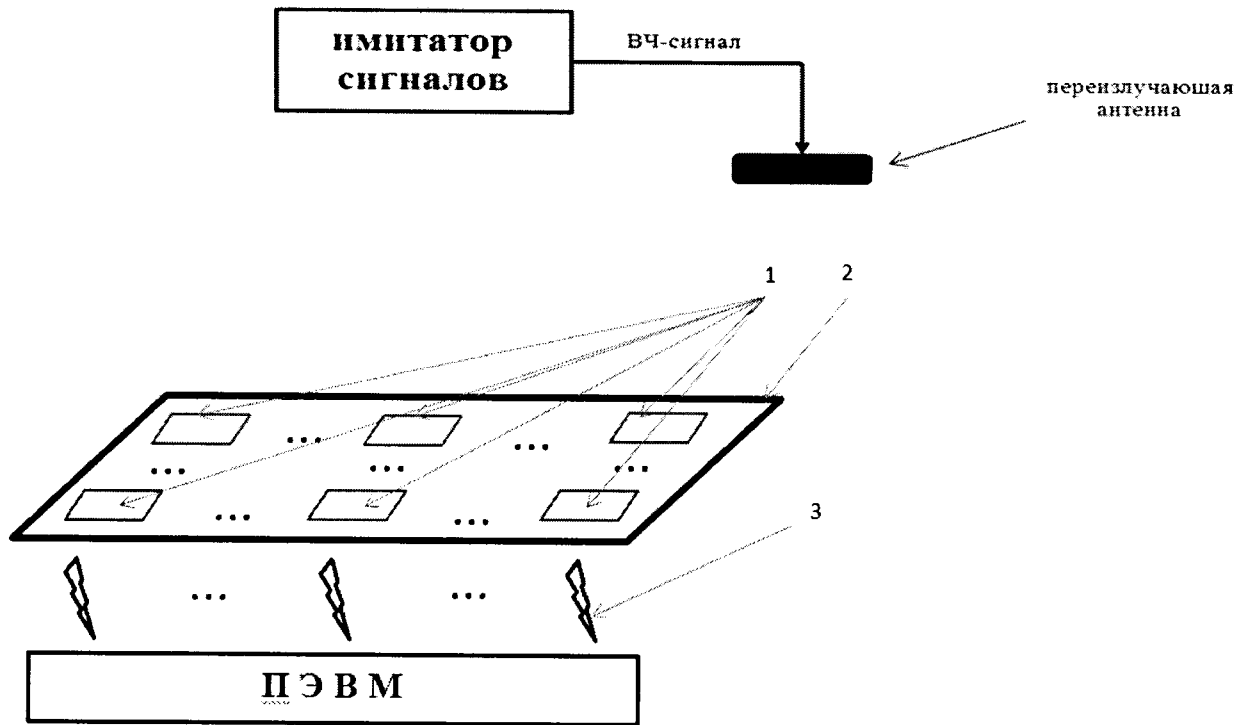 имитатор
сигналов
ВЧ-сигнал
переизлучающая
антенна
1
2
...
...
...
...
...
...
...
3
...
...
ПЭВМ